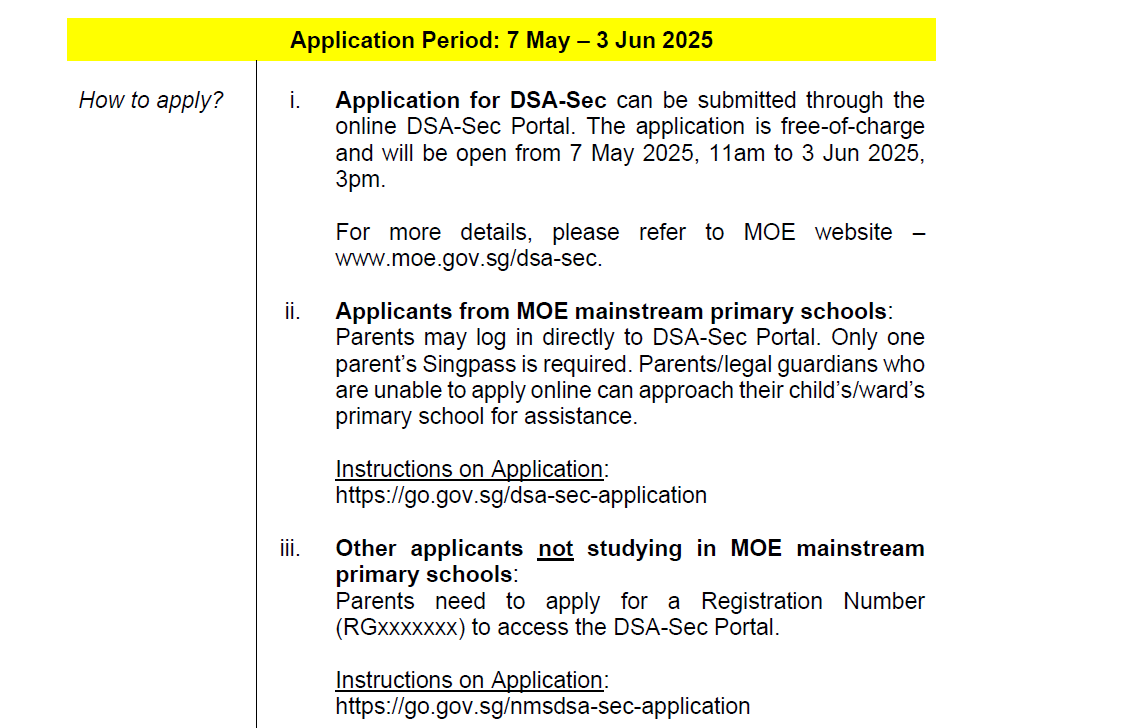 Application Period: 7 May – 3 Jun 2025
How to apply?
i. Application for DSA-Sec can be submitted through the
online DSA-Sec Portal. The application is free-of-charge
and will be open from 7 May 2025, 11am to 3 Jun 2025,
3pm.
For more details, please refer to MOE website –
www.moe.gov.sg/dsa-sec.
ii. Applicants from MOE mainstream primary schools:
Parents may log in directly to DSA-Sec Portal. Only one
parent’s Singpass is required. Parents/legal guardians who
are unable to apply online can approach their child’s/ward’s
primary school for assistance.
Instructions on Application:
https://go.gov.sg/dsa-sec-application
iii. Other applicants not studying in MOE mainstream
primary schools:
Parents need to apply for a Registration Number
(RGxxxxxxx) to access the DSA-Sec Portal.
Instructions on Application:
https://go.gov.sg/nmsdsa-sec-application